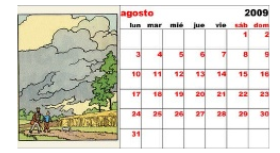 agosto 2009
lun mar mié jue vie sáb dom
1 2
3 4 5 6 7 8 9
10 11 12 13 14 15 16
17 18 19 20 21 22 23
24 25 26 27 28 29 30
31